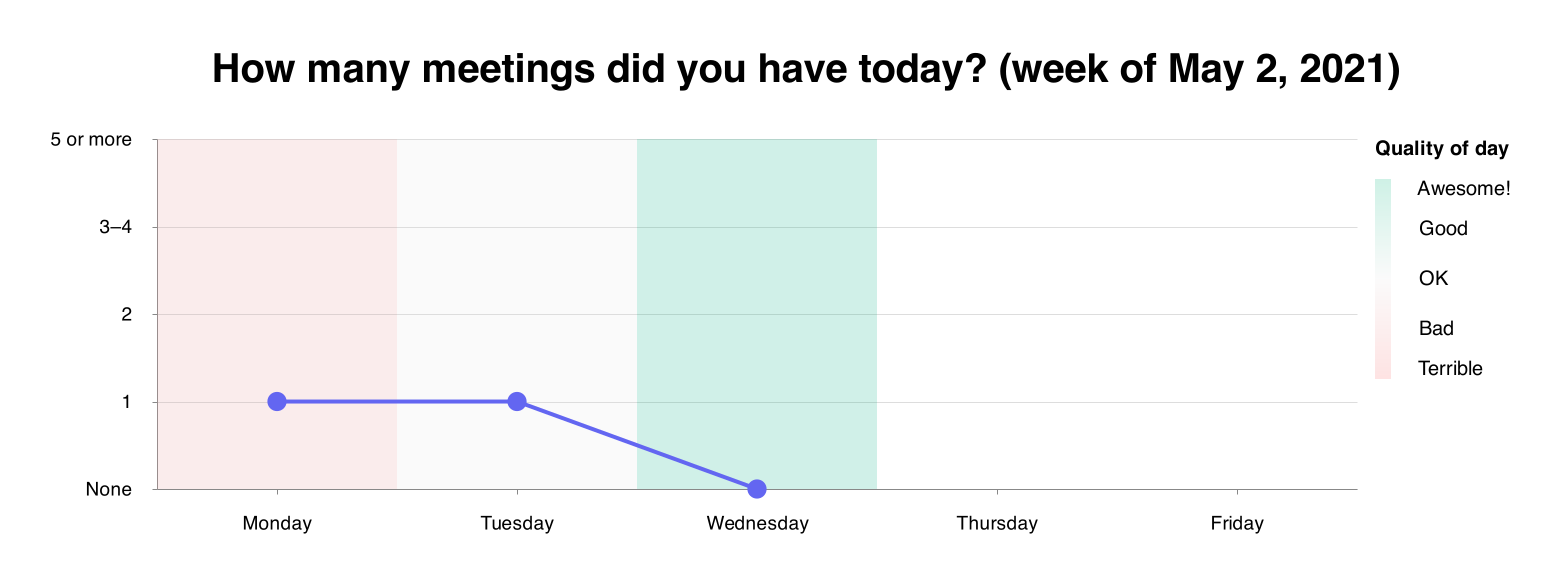 How many meetings did you have today? (week of May 2, 2021)
5 or more
3–4
2
1
None
Monday
Tuesday
Wednesday
Thursday
Friday
Quality of day
Awesome!
Good
OK
Bad
Terrible